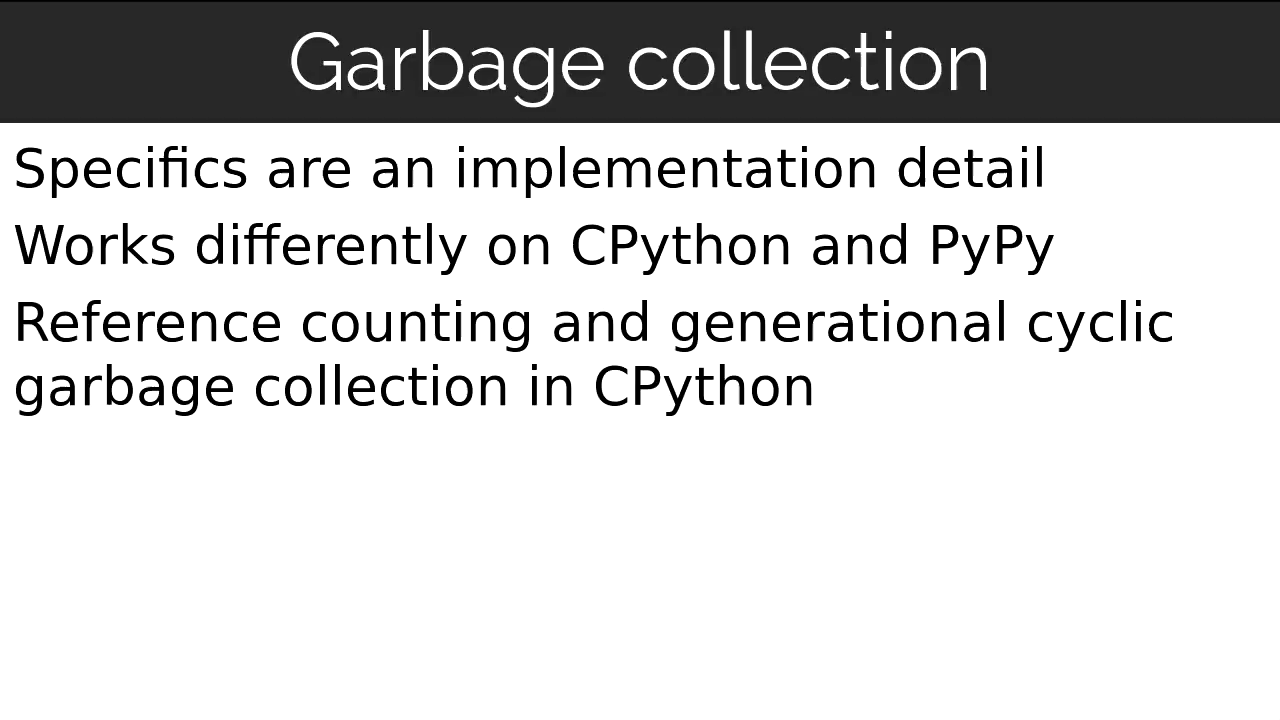 Garbage collection
Specifics are an implementation detail
Works differently on CPython and PyPy
Reference counting and generational cyclic
garbage collection in CPython